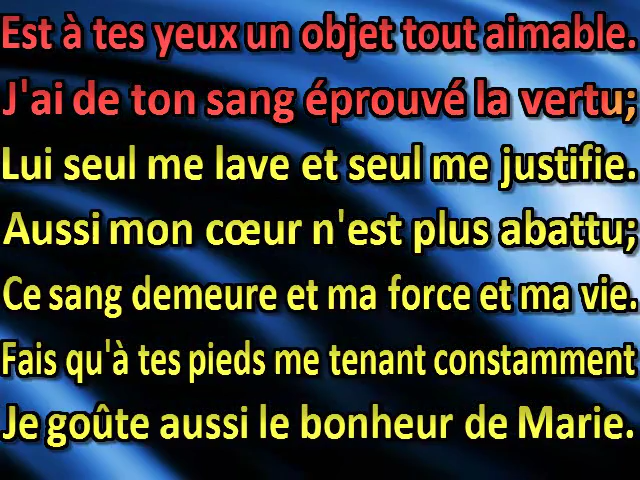 Est à tes yeux un objet tout aimable.
J'ai de ton sang éprouvé la vertu;
Lui seul me lave et seul me justifie.
Aussi mon cœur n'est plus abattu;
Ce sang demeure et ma force et ma vie.
Fais qu'à tes pieds me tenant constamment
Je goûte aussi le bonheur de Marie.